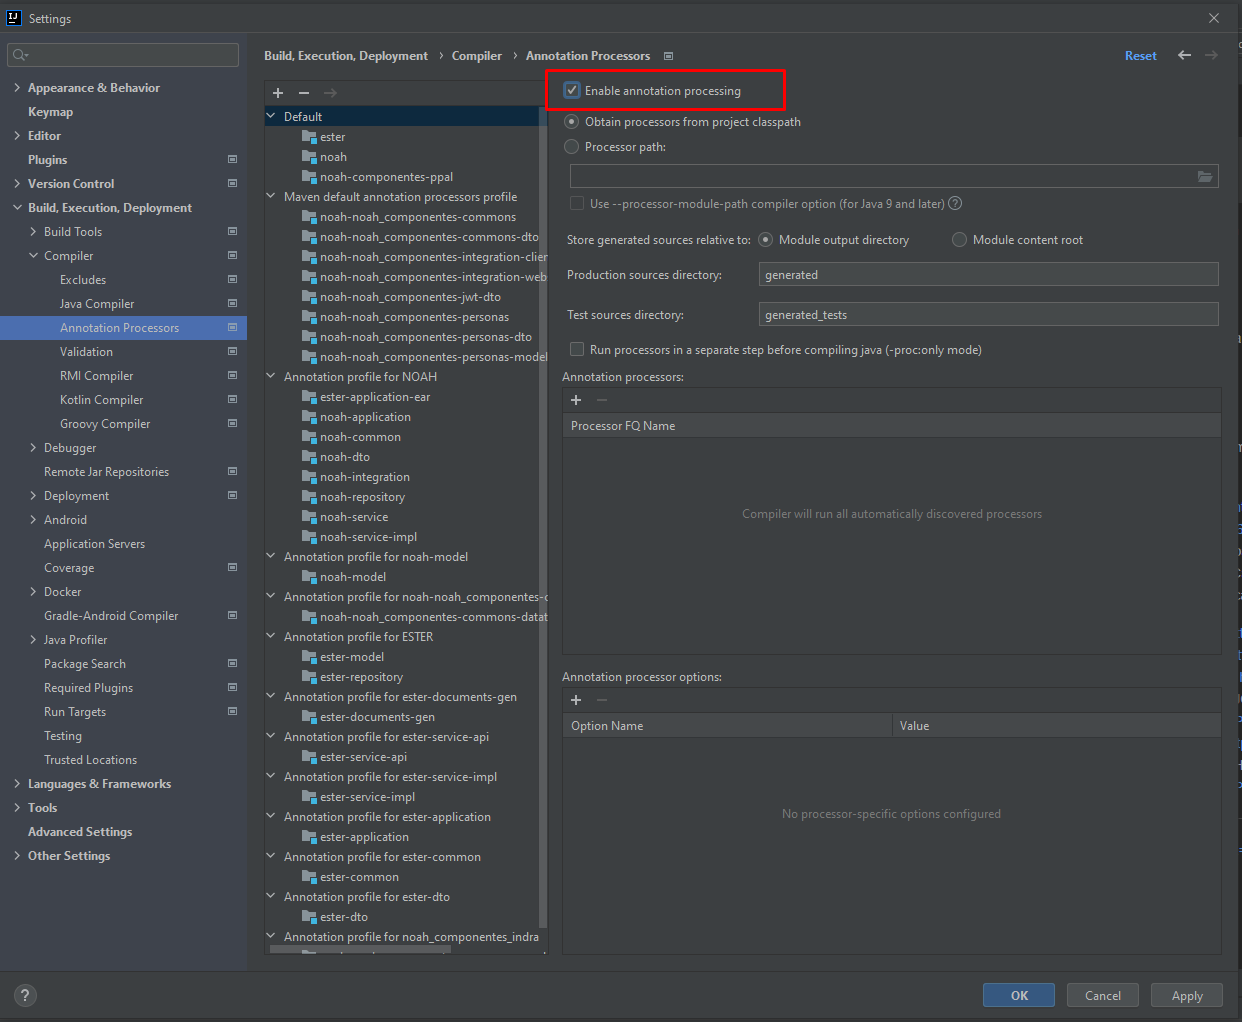 Settings
Build, Execution, Deployment › Compiler › Annotation Processors
Reset
Appearance & Behavior
Keymap
Editor
Plugins
Version Control
Build, Execution, Deployment
Build Tools
Compiler
Excludes
Java Compiler
Annotation Processors
Validation
RMI Compiler
Kotlin Compiler
Groovy Compiler
Debugger
Remote Jar Repositories
Deployment
Android
Application Servers
Coverage
Docker
Gradle-Android Compiler
Java Profiler
Package Search
Required Plugins
Run Targets
Testing
Trusted Locations
Languages & Frameworks
Tools
Advanced Settings
Other Settings
Default
ester
noah
noah-componentes-ppal
Maven default annotation processors profile
noah-noah_componentes-commons
noah-noah_componentes-commons-dto
noah-noah_componentes-integration-clier
noah-noah_componentes-integration-web
noah-noah_componentes-jwt-dto
noah-noah_componentes-personas
noah-noah_componentes-personas-dto
noah-noah_componentes-personas-model
Annotation profile for NOAH
ester-application-ear
noah-application
noah-common
noah-dto
noah-integration
noah-repository
noah-service
noah-service-impl
Annotation profile for noah-model
noah-model
Annotation profile for noah-noah_componentes-c
noah-noah_componentes-commons-datat
Annotation profile for ESTER
ester-model
ester-repository
Annotation profile for ester-documents-gen
ester-documents-gen
Annotation profile for ester-service-api
ester-service-api
Annotation profile for ester-service-impl
ester-service-impl
Annotation profile for ester-application
ester-application
Annotation profile for ester-common
ester-common
Annotation profile for ester-dto
ester-dto
Annotation profile for noah_componentes_indra
Enable annotation processing
Obtain processors from project classpath
Processor path:
Use --processor-module-path compiler option (for Java 9 and later)
Store generated sources relative to: Module output directory Module content root
Production sources directory: generated
Test sources directory: generated_tests
Run processors in a separate step before compiling java (-proc:only mode)
Annotation processors:
Processor FQ Name
Compiler will run all automatically discovered processors
Annotation processor options:
Option Name Value
No processor-specific options configured
?
OK Cancel Apply